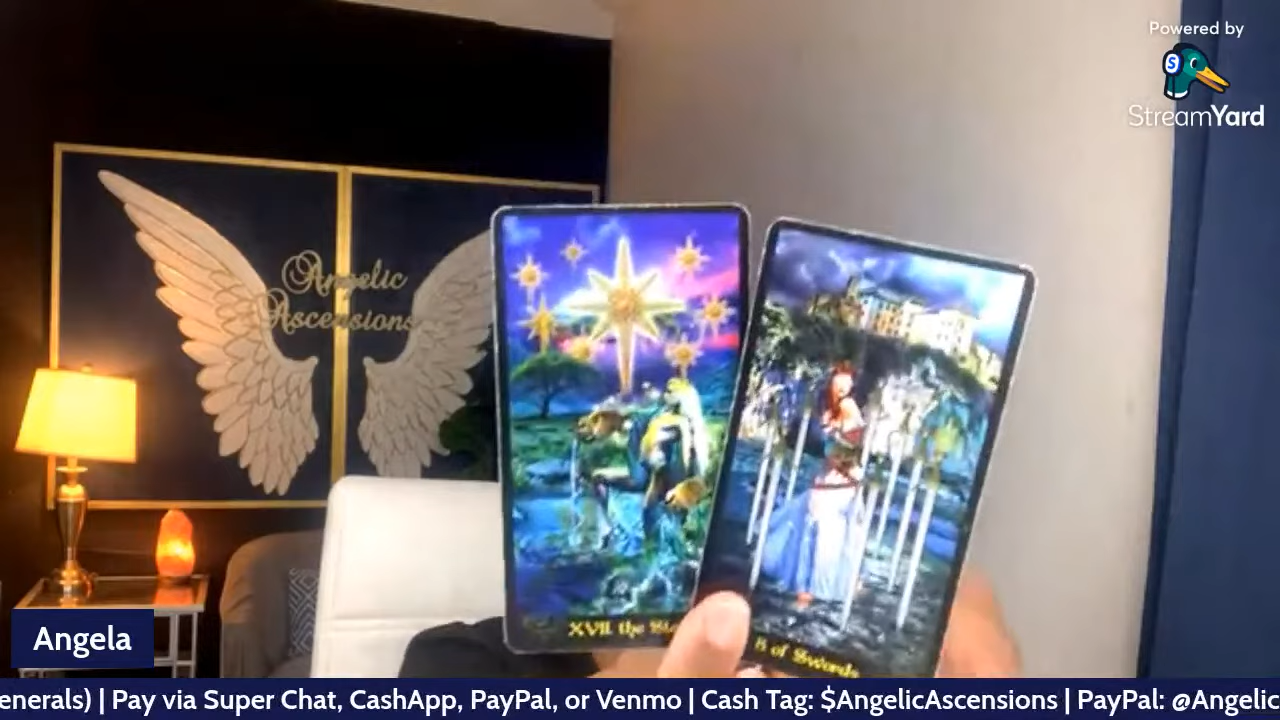 Powered by
StreamYard
Angelic
Ascensions
XVII. the
8 of Swords
Angela
enerals) | Pay via Super Chat, CashApp, PayPal, or Venmo | Cash Tag: $AngelicAscensions | PayPal: @Angelic